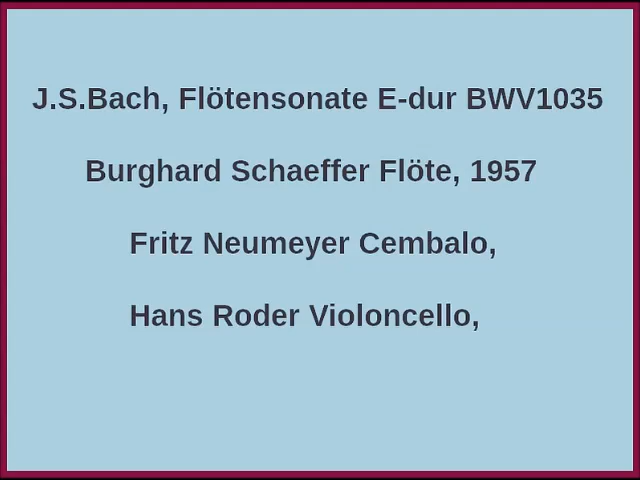 J.S.Bach, Flötensonate E-dur BWV1035
Burghard Schaeffer Flöte, 1957
Fritz Neumeyer Cembalo,
Hans Roder Violoncello,